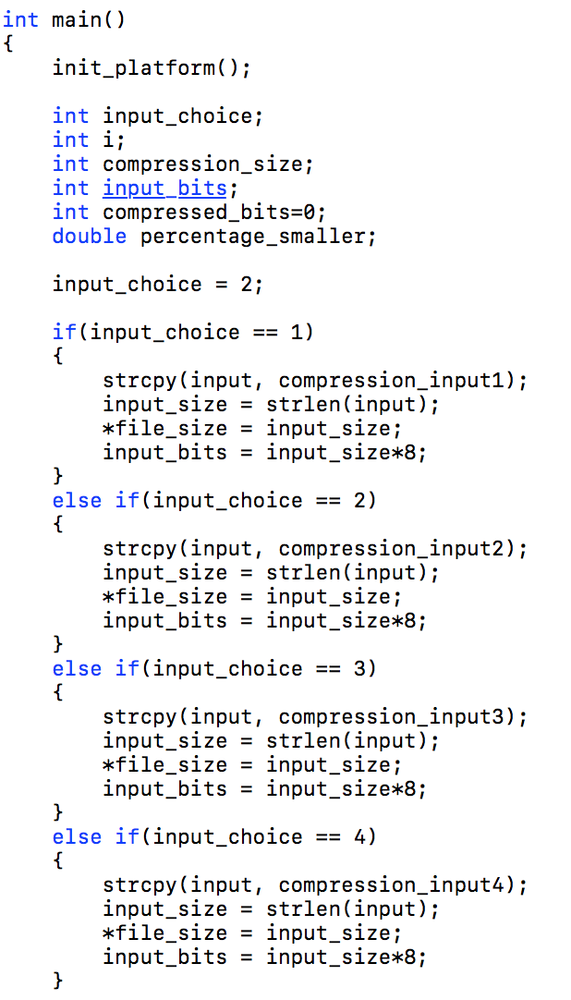 int main()
{
    init_platform();

    int input_choice;
    int i;
    int compression_size;
    int input_bits;
    int compressed_bits=0;
    double percentage_smaller;

    input_choice = 2;

    if(input_choice == 1)
    {
        strcpy(input, compression_input1);
        input_size = strlen(input);
        *file_size = input_size;
        input_bits = input_size*8;
    }
    else if(input_choice == 2)
    {
        strcpy(input, compression_input2);
        input_size = strlen(input);
        *file_size = input_size;
        input_bits = input_size*8;
    }
    else if(input_choice == 3)
    {
        strcpy(input, compression_input3);
        input_size = strlen(input);
        *file_size = input_size;
        input_bits = input_size*8;
    }
    else if(input_choice == 4)
    {
        strcpy(input, compression_input4);
        input_size = strlen(input);
        *file_size = input_size;
        input_bits = input_size*8;
    }